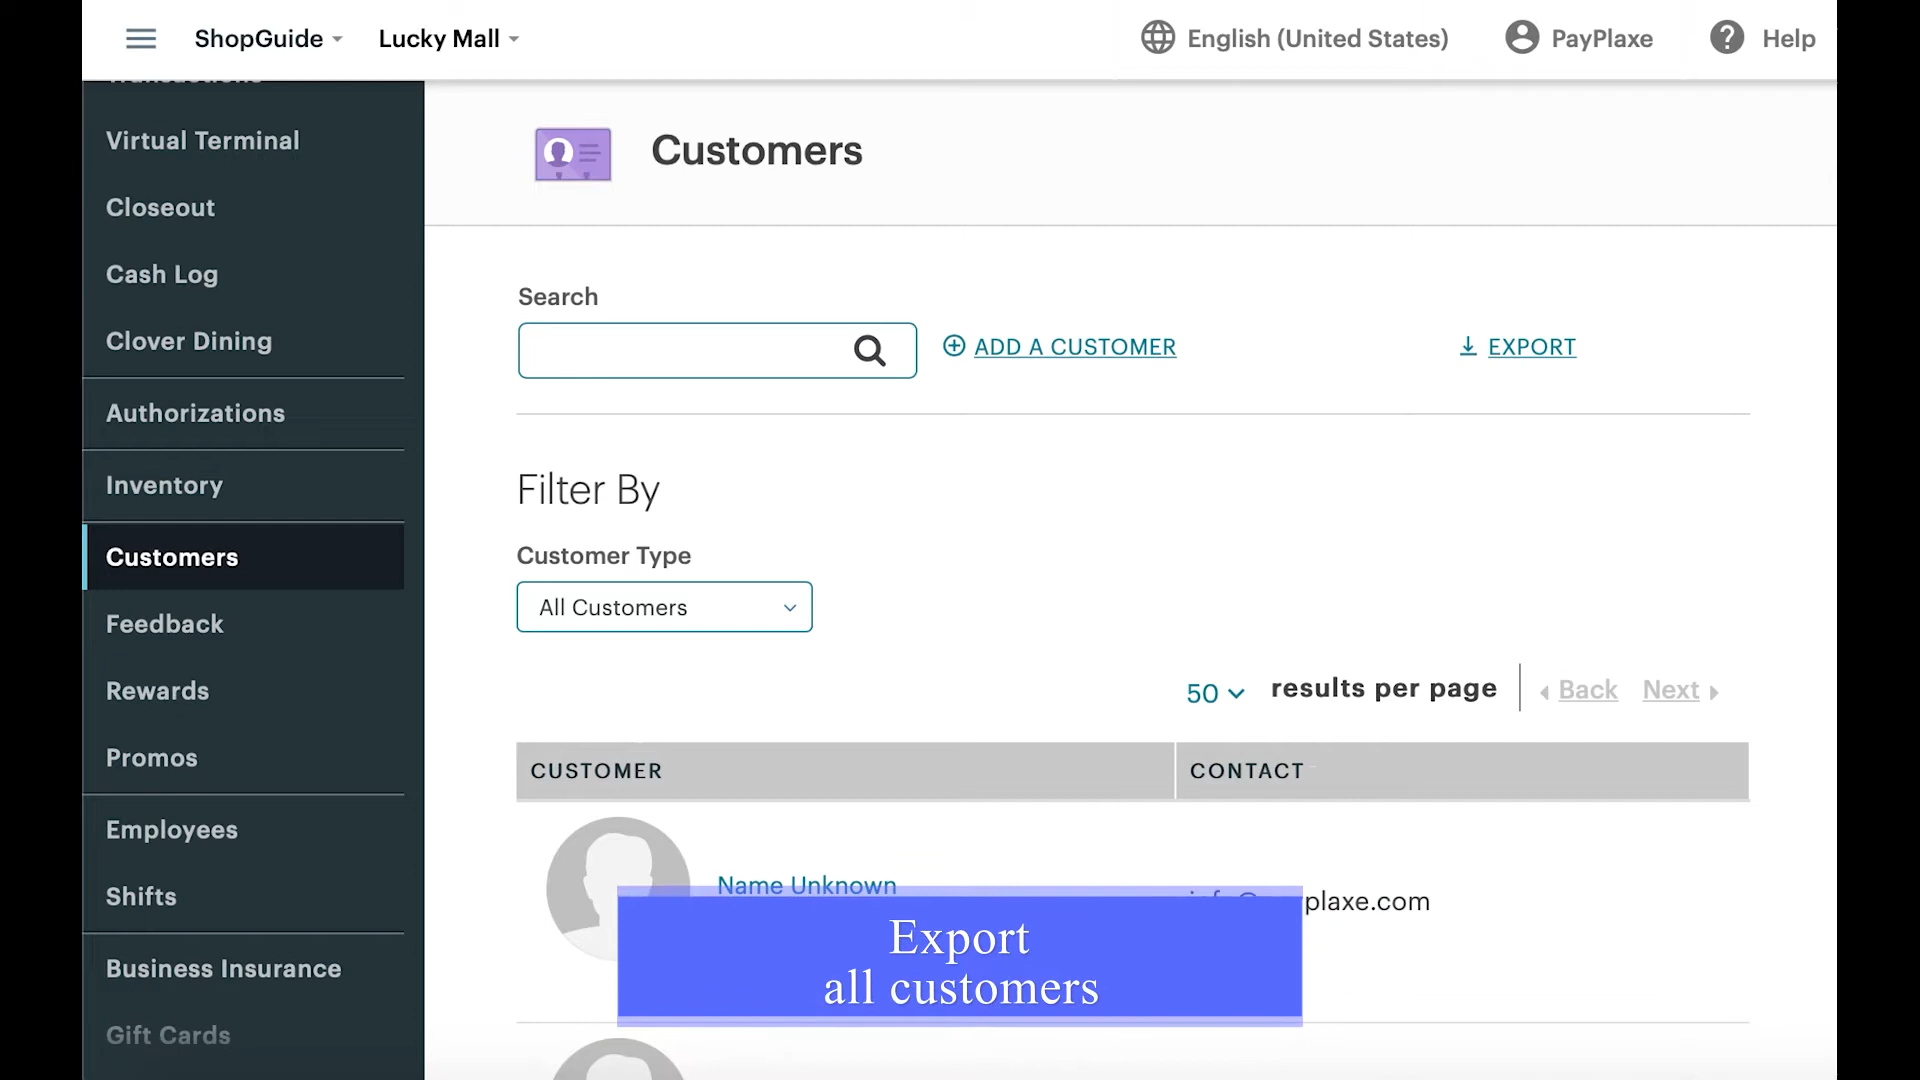 ShopGuide
Lucky Mall
English (United States)
PayPlaxe
Help
Virtual Terminal
Closeout
Cash Log
Clover Dining
Authorizations
Inventory
Customers
Feedback
Rewards
Promos
Employees
Shifts
Business Insurance
Gift Cards
Customers
Search
ADD A CUSTOMER
EXPORT
Filter By
Customer Type
All Customers
50 results per page
Back Next
CUSTOMER CONTACT
Name Unknown
plaxe.com
Export
all customers